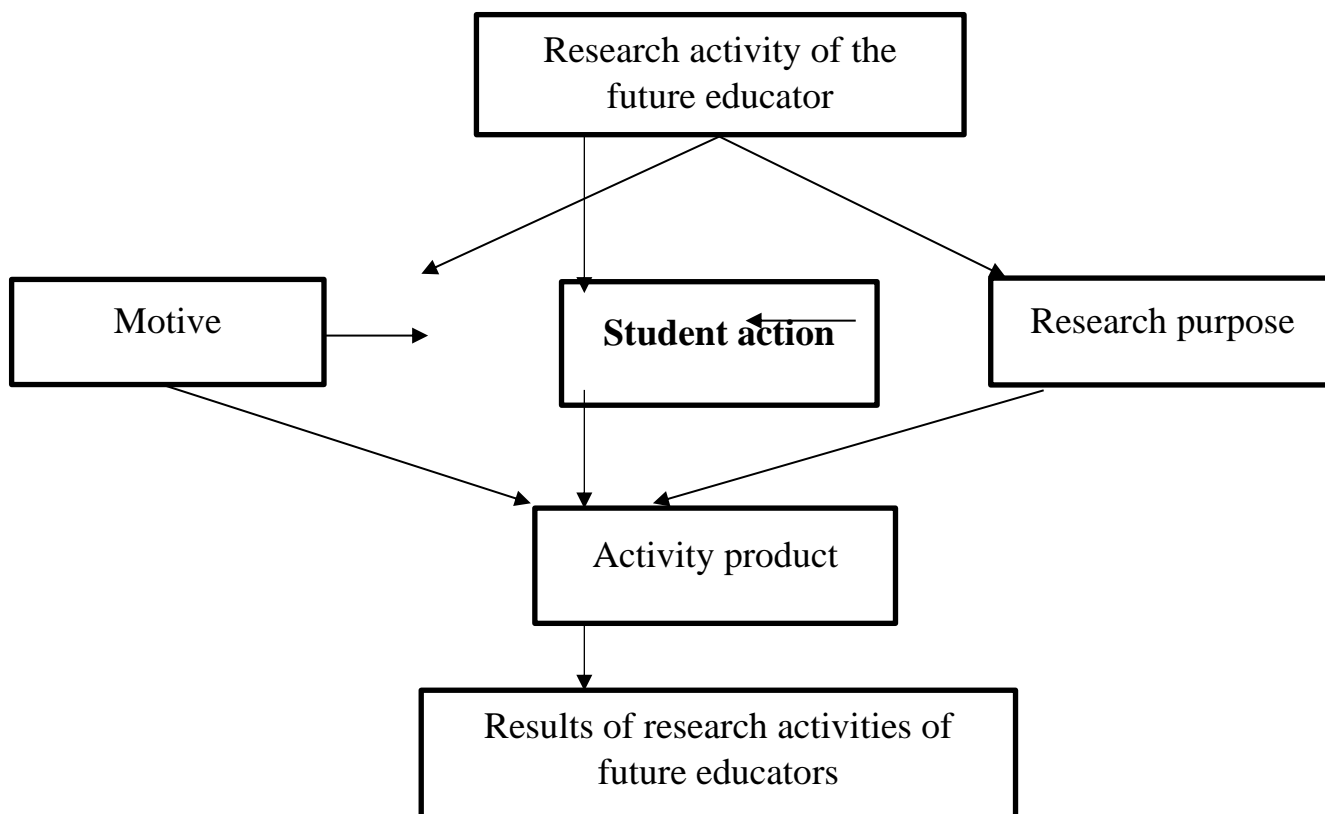 Research activity of the
future educator
Motive
Student action
Research purpose
Activity product
Results of research activities of
future educators